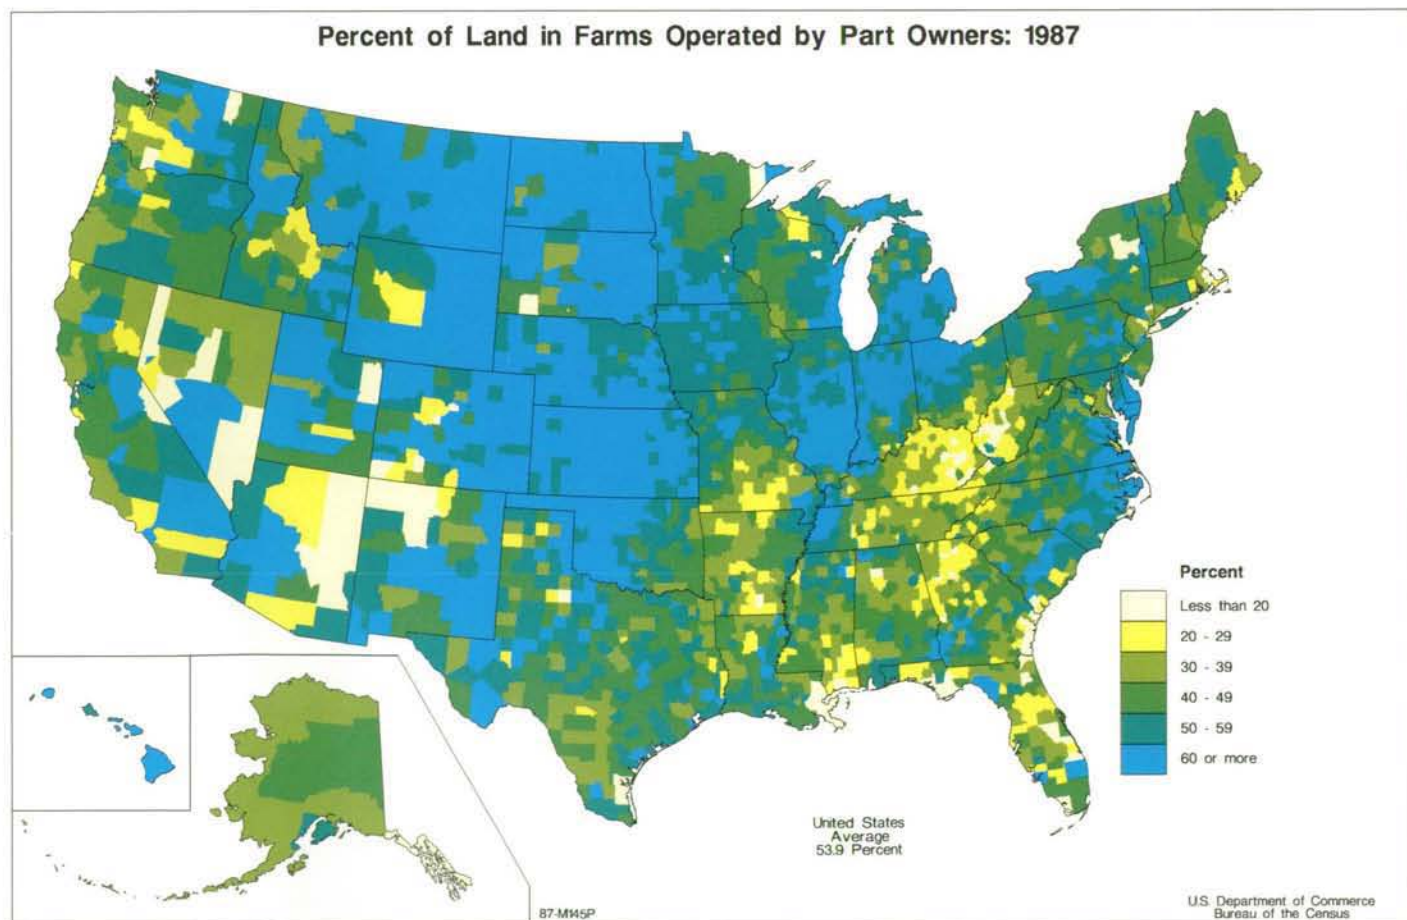 Percent of Land in Farms Operated by Part Owners: 1987
Percent
Less than 20
20 - 29
30 - 39
40 - 49
50 - 59
60 or more
United States
Average
53.9 Percent
87-M145P
U.S. Department of Commerce
Bureau of the Census